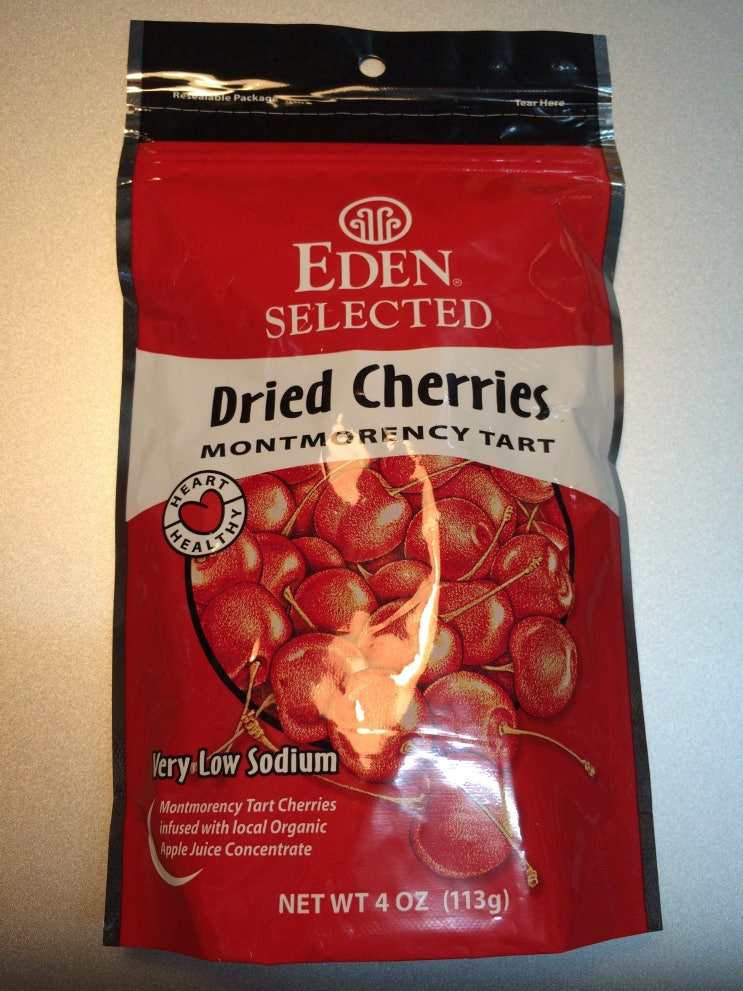 Resealable Package
Tear Here
EDEN®
SELECTED
Dried Cherries
MONTMORENCY TART
HEART
HEALTHY
Very Low Sodium
Montmorency Tart Cherries
infused with local Organic
Apple Juice Concentrate
NET WT 4 OZ (113g)